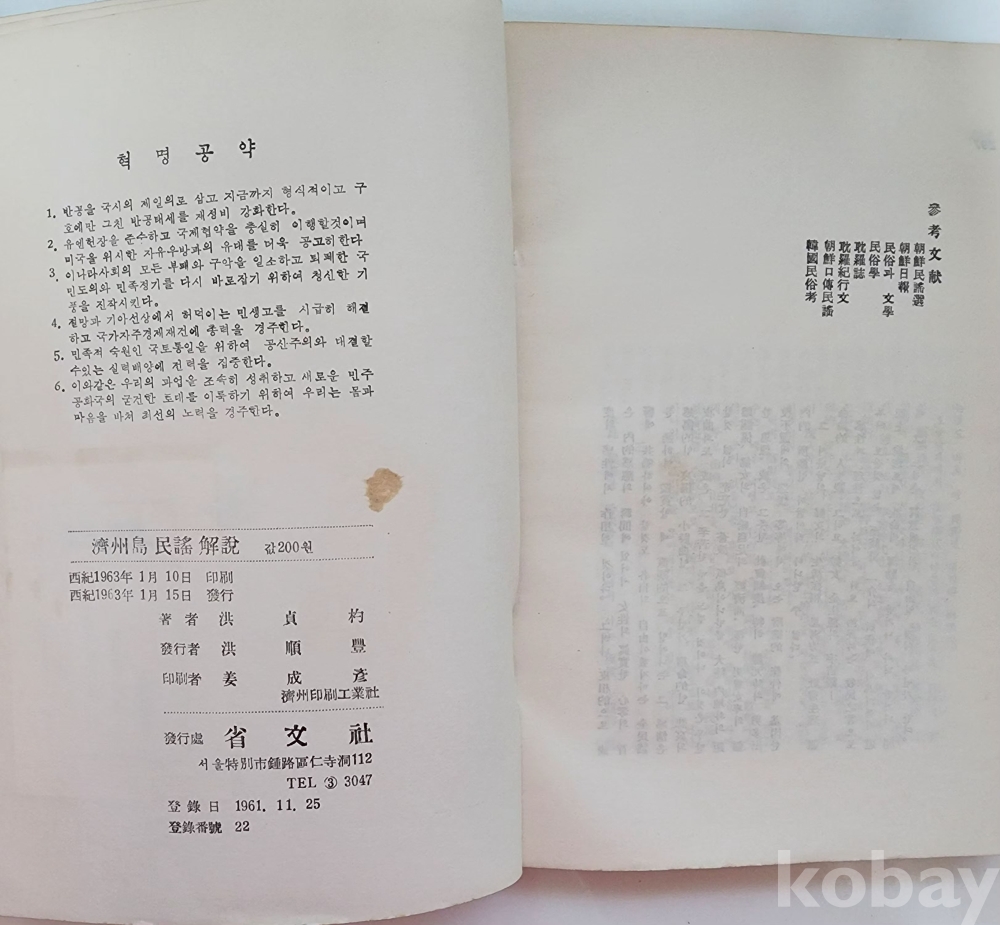 혁명공약
1. 반공을 국시의 제일의로 삼고 지금까지 형식적이고 구
호에만 그친 반공태세를 재정비 강화한다.
2. 유엔헌장을 준수하고 국제협약을 충실히 이행할것이며
미국을 위시한 자유우방과의 유대를 더욱 공고히한다
3. 이나라사회의 모든 부패와 구악을 일소하고 퇴폐한 국
민도의와 민족정기를 다시 바로잡기 위하여 청신한 기
풍을 진작시킨다.
4. 절망과 기아선상에서 허덕이는 민생고를 시급히 해결
하고 국가자주경제재건에 총력을 경주한다.
5. 민족적 숙원인 국토통일을 위하여 공산주의와 대결할
수있는 실력배양에 전력을 집중한다.
6. 이와같은 우리의 과업을 조속히 성취하고 새로운 민주
공화국의 굳건한 토대를 이룩하기 위하여 우리는 몸과
마음을 바쳐 최선의 노력을 경주한다.
濟州島 民謠 解說 값200원
西紀1963年 1月 10日 印刷
西紀1963年 1月 15日 發行
著者 洪貞杓
發行者 洪順豐
印刷者 姜成彦
濟州印刷工業社
發行處 省文社
서울特別市鍾路區仁寺洞112
TEL ③ 3047
登錄日 1961. 11. 25
登錄番號 22
参考文献
朝鮮民謠選
朝鮮日報
民俗과 文學
民俗學
耽羅誌
耽羅紀行文
朝鮮口傳民謠
韓國民俗考
kobay